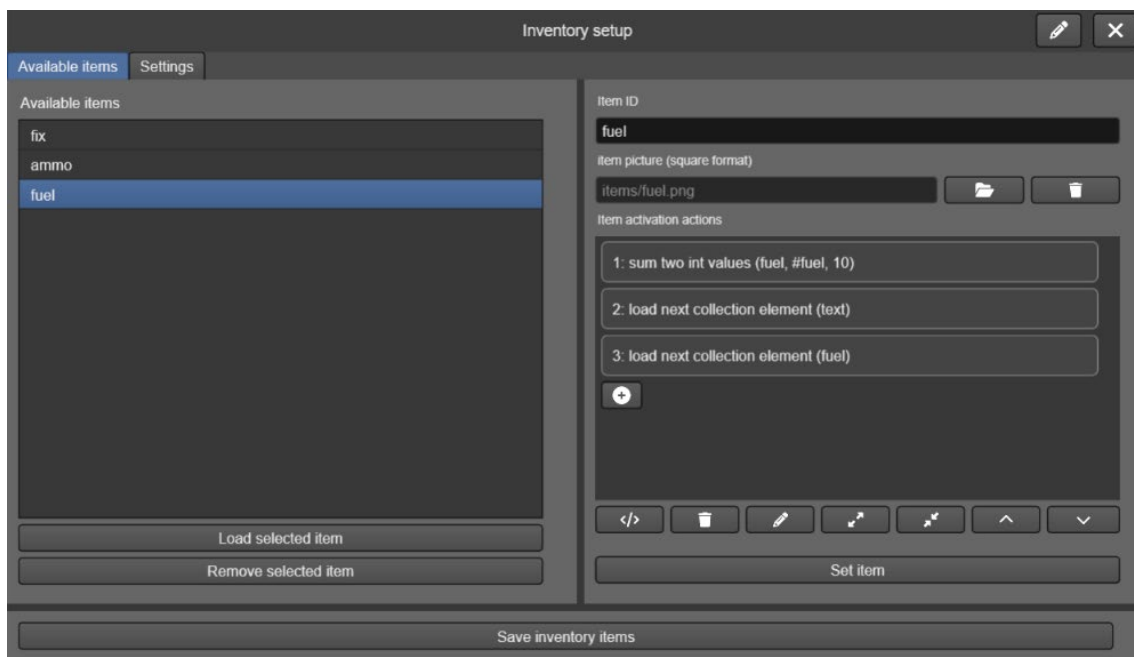 Inventory setup
Available items
Settings
Available items
fix
ammo
fuel
Load selected item
Remove selected item
Item ID
fuel
item picture (square format)
items/fuel.png
Item activation actions
1: sum two int values (fuel, #fuel, 10)
2: load next collection element (text)
3: load next collection element (fuel)
</>
Set item
Save inventory items